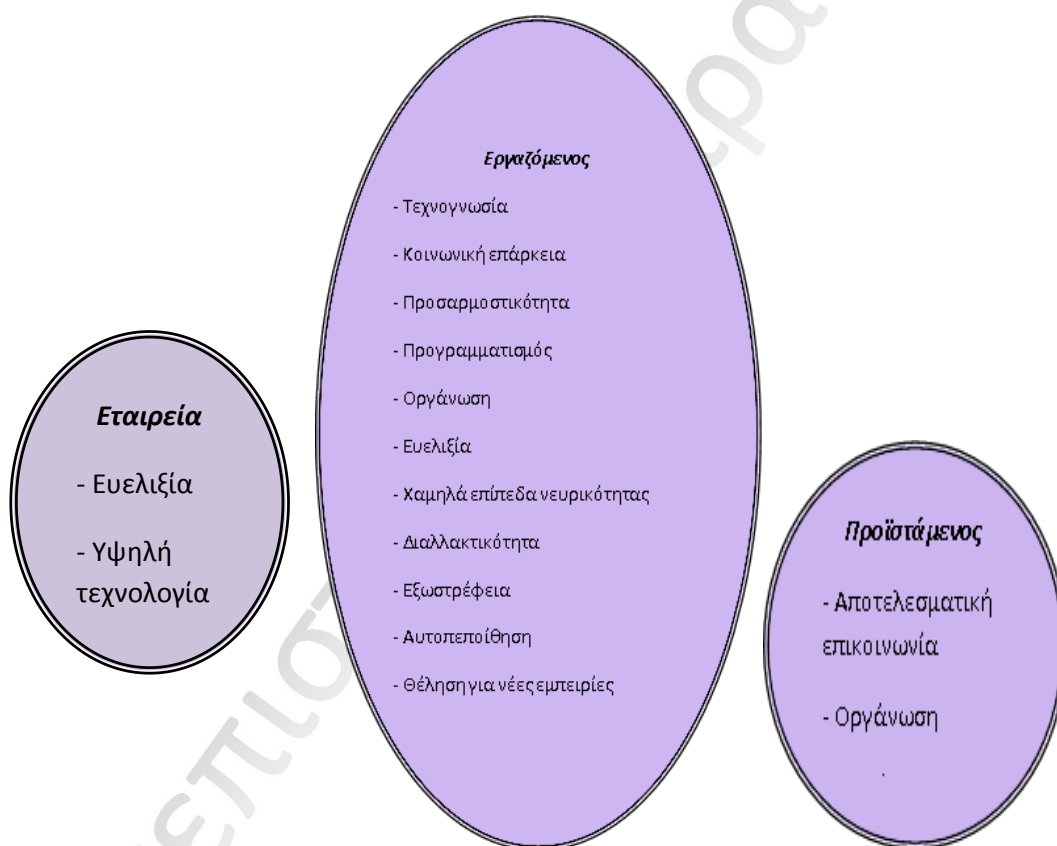 Εταιρεία
- Ευελιξία
- Υψηλή
τεχνολογία
Εργαζόμενος
- Τεχνογνωσία
- Κοινωνική επάρκεια
- Προσαρμοστικότητα
- Προγραμματισμός
- Οργάνωση
- Ευελιξία
- Χαμηλά επίπεδα νευρικότητας
- Διαλλακτικότητα
- Εξωστρέφεια
- Αυτοπεποίθηση
- Θέληση για νέες εμπειρίες
Προϊστάμενος
- Αποτελεσματική
επικοινωνία
- Οργάνωση
.